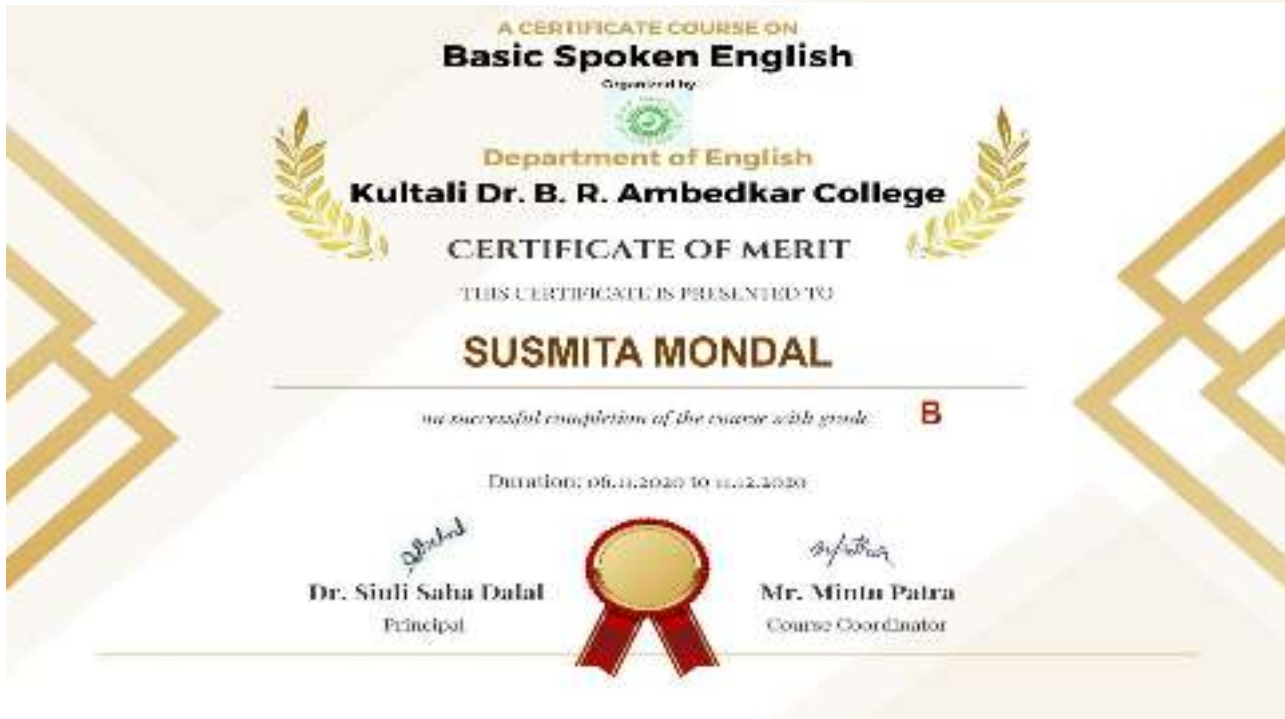 A CERTIFICATE COURSE ON
Basic Spoken English
Organized by
Department of English
Kultali Dr. B. R. Ambedkar College
CERTIFICATE OF MERIT
THIS CERTIFICATE IS PRESENTED TO
SUSMITA MONDAL
on successful completion of the course with grade B
Duration: 06.11.2020 to 11.12.2020
Dr. Siuli Saha Dalal Mr. Mintu Patra
Principal Course Coordinator